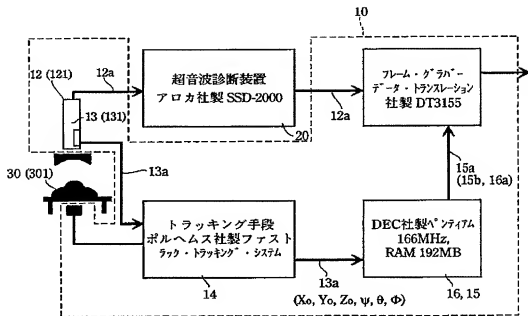 10
12 (121)
12a
13 (131)
超音波診断装置
アロカ社製 SSD-2000
20
12a
フレーム・グラバー
データ・トランスレーション
社製 DT3155
30 (301)
13a
15a
(15b, 16a)
トラッキング手段
ポルヘムス社製ファスト
ラック・トラッキング・システム
14
13a
(Xo, Yo, Zo, ψ, θ, Φ)
DEC社製ペンティアム
166MHz,
RAM 192MB
16, 15